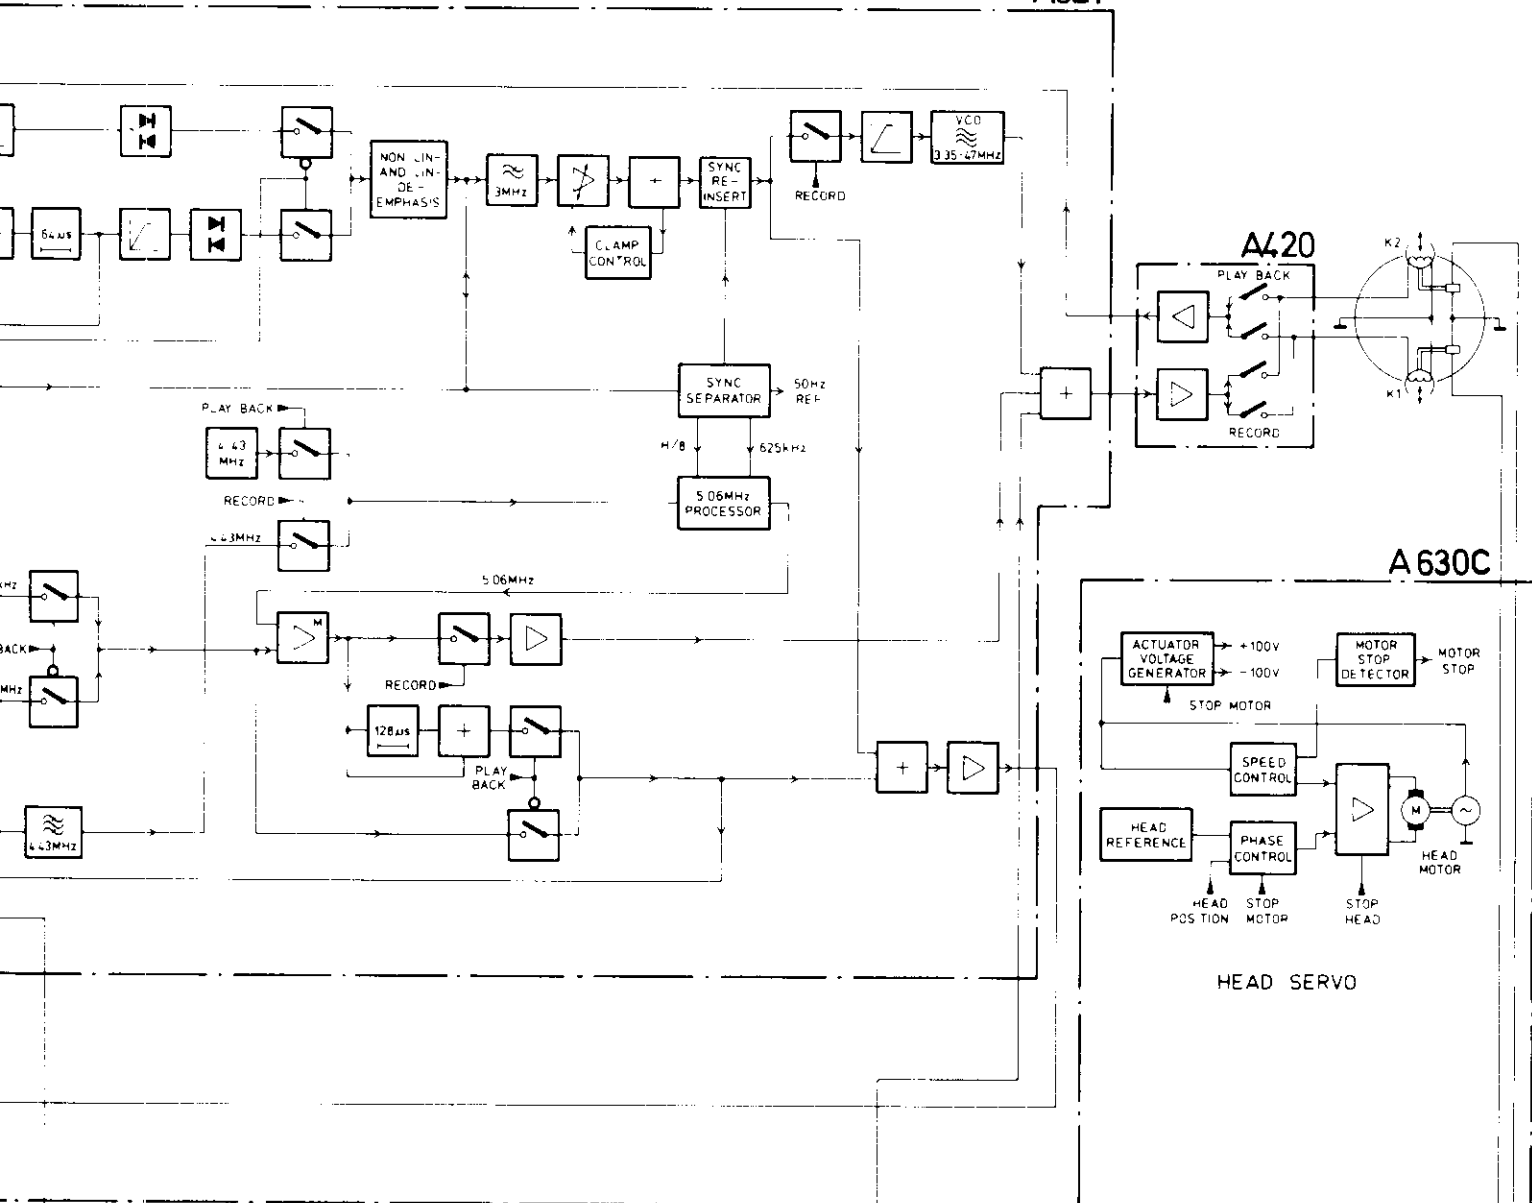 VCO
3.35-4.7MHz
NON LIN-
AND LIN-
DE-
EMPHASIS
3MHz
+
SYNC
RE-
INSERT
RECORD
64µs
CLAMP
CONTROL
A420
PLAY BACK
K2
K1
RECORD
SYNC
SEPARATOR
50Hz
REF
+
PLAY BACK
4.43
MHz
H/8
625kHz
RECORD
5.06MHz
PROCESSOR
4.43MHz
A630C
kHz
5.06MHz
M
BACK
MHz
RECORD
ACTUATOR
VOLTAGE
GENERATOR
+100V
-100V
STOP MOTOR
MOTOR
STOP
DETECTOR
MOTOR
STOP
128µs
+
PLAY
BACK
+
SPEED
CONTROL
M
~
HEAD
REFERENCE
PHASE
CONTROL
HEAD
MOTOR
4.43MHz
HEAD
POSITION
STOP
MOTOR
STOP
HEAD
HEAD SERVO